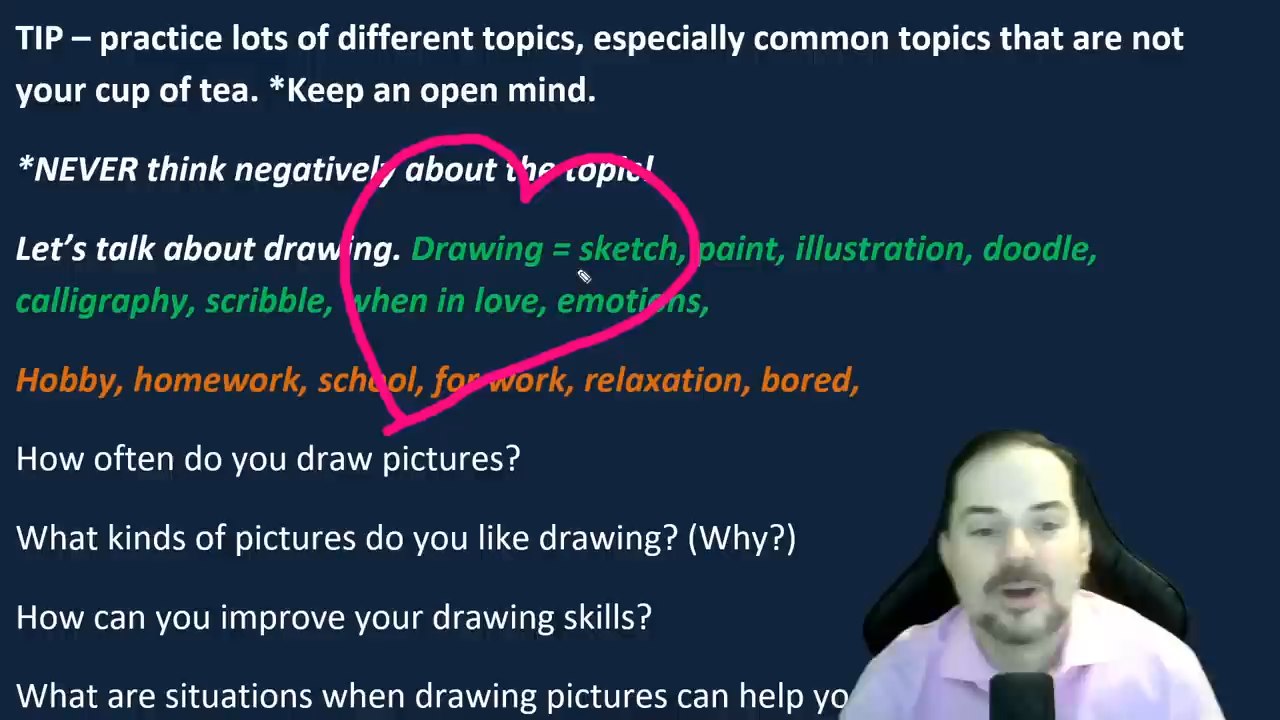 TIP – practice lots of different topics, especially common topics that are not
your cup of tea. *Keep an open mind.
*NEVER think negatively about the topic!
Let’s talk about drawing. Drawing = sketch, paint, illustration, doodle,
calligraphy, scribble, when in love, emotions,
Hobby, homework, school, for work, relaxation, bored,
How often do you draw pictures?
What kinds of pictures do you like drawing? (Why?)
How can you improve your drawing skills?
What are situations when drawing pictures can help yo